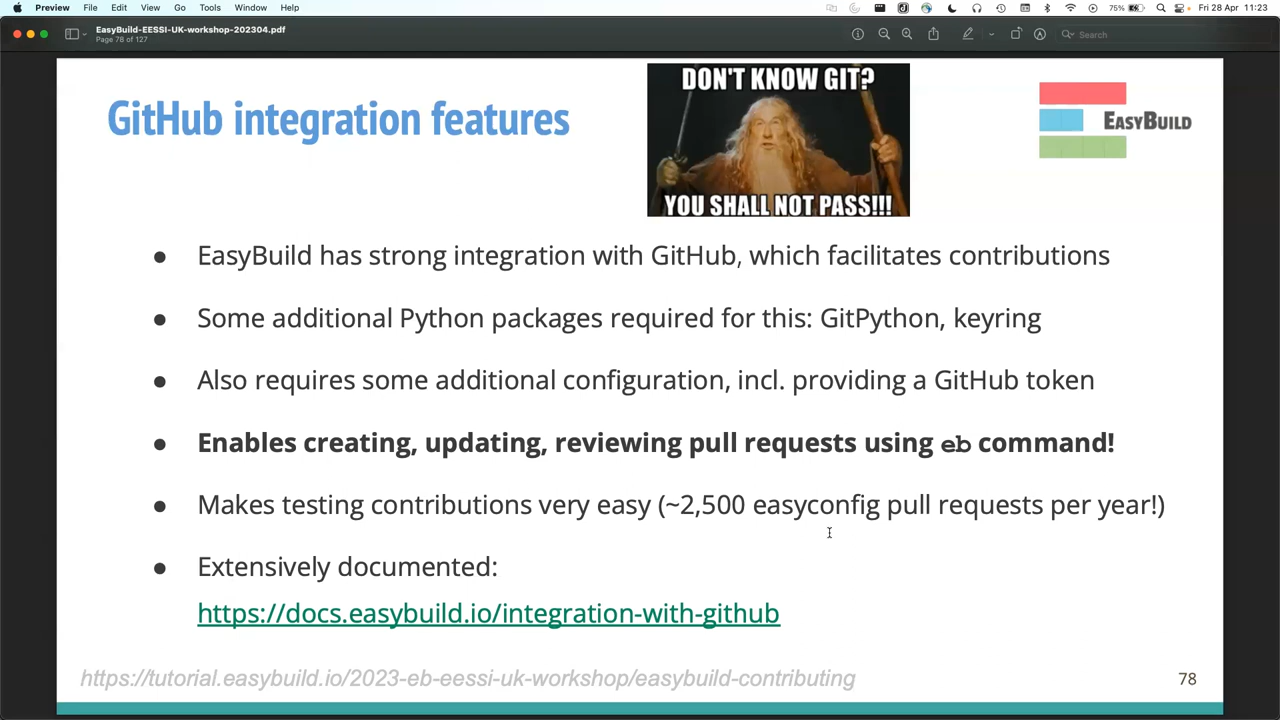 Preview File Edit View Go Tools Window Help 75% Fri 28 Apr 11:23
EasyBuild-EESSI-UK-workshop-202304.pdf
Page 78 of 127
Search
GitHub integration features
DON'T KNOW GIT?
YOU SHALL NOT PASS!!!
EASYBUILD
● EasyBuild has strong integration with GitHub, which facilitates contributions
● Some additional Python packages required for this: GitPython, keyring
● Also requires some additional configuration, incl. providing a GitHub token
● Enables creating, updating, reviewing pull requests using eb command!
● Makes testing contributions very easy (~2,500 easyconfig pull requests per year!)
● Extensively documented:
https://docs.easybuild.io/integration-with-github
https://tutorial.easybuild.io/2023-eb-eessi-uk-workshop/easybuild-contributing
78